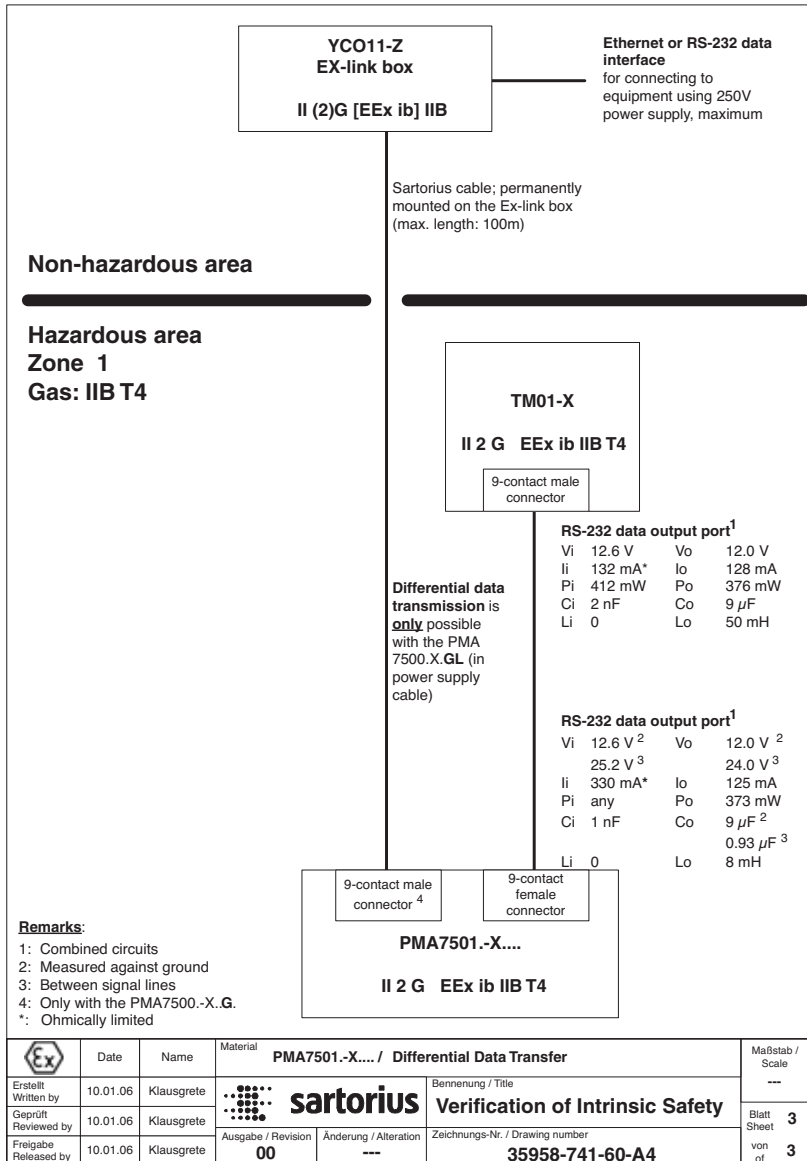 YCO11-Z
EX-link box
II (2)G [EEx ib] IIB
Ethernet or RS-232 data
interface
for connecting to
equipment using 250V
power supply, maximum
Sartorius cable; permanently
mounted on the Ex-link box
(max. length: 100m)
Non-hazardous area
Hazardous area
Zone 1
Gas: IIB T4
TM01-X
II 2 G EEx ib IIB T4
9-contact male
connector
RS-232 data output port1
Vi 12.6 V Vo 12.0 V
Ii 132 mA* Io 128 mA
Pi 412 mW Po 376 mW
Ci 2 nF Co 9 µF
Li 0 Lo 50 mH
Differential data
transmission is
only possible
with the PMA
7500.X.GL (in
power supply
cable)
RS-232 data output port1
Vi 12.6 V 2 Vo 12.0 V 2
25.2 V 3 24.0 V 3
Ii 330 mA* Io 125 mA
Pi any Po 373 mW
Ci 1 nF Co 9 µF 2
0.93 µF 3
Li 0 Lo 8 mH
9-contact male
connector 4
9-contact
female
connector
PMA7501.-X....
II 2 G EEx ib IIB T4
Remarks:
1: Combined circuits
2: Measured against ground
3: Between signal lines
4: Only with the PMA7500.-X..G.
*: Ohmically limited
Ex
Date
Name
Material
PMA7501.-X.... / Differential Data Transfer
Maßstab /
Scale
---
Erstellt
Written by
10.01.06
Klausgrete
sartorius
Bennenung / Title
Verification of Intrinsic Safety
Geprüft
Reviewed by
10.01.06
Klausgrete
Blatt
Sheet
3
Freigabe
Released by
10.01.06
Klausgrete
Ausgabe / Revision
00
Änderung / Alteration
---
Zeichnungs-Nr. / Drawing number
35958-741-60-A4
von
of
3